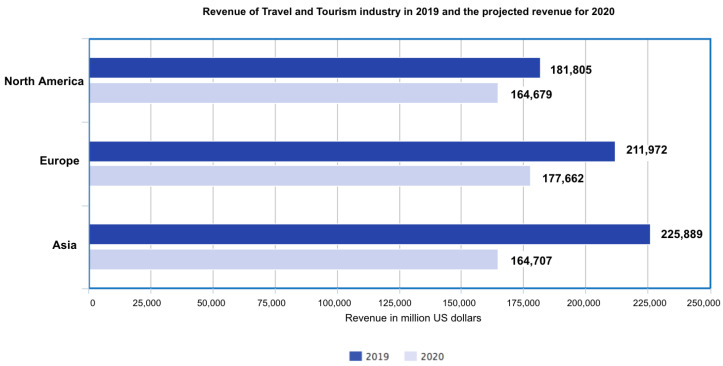 Revenue of Travel and Tourism industry in 2019 and the projected revenue for 2020
North America
181,805
164,679
Europe
211,972
177,662
Asia
225,889
164,707
0 25,000 50,000 75,000 100,000 125,000 150,000 175,000 200,000 225,000 250,000
Revenue in million US dollars
2019 2020